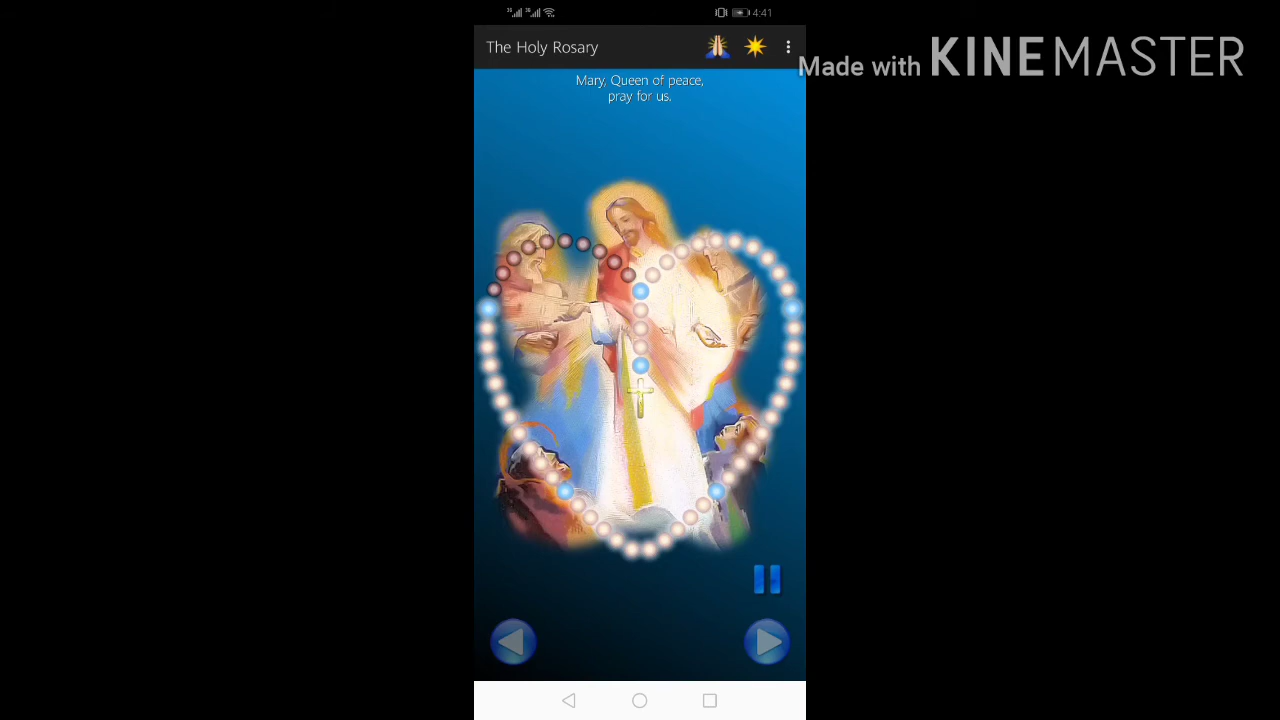 4:41
The Holy Rosary
Made with KINEMASTER
Mary, Queen of peace,
pray for us.